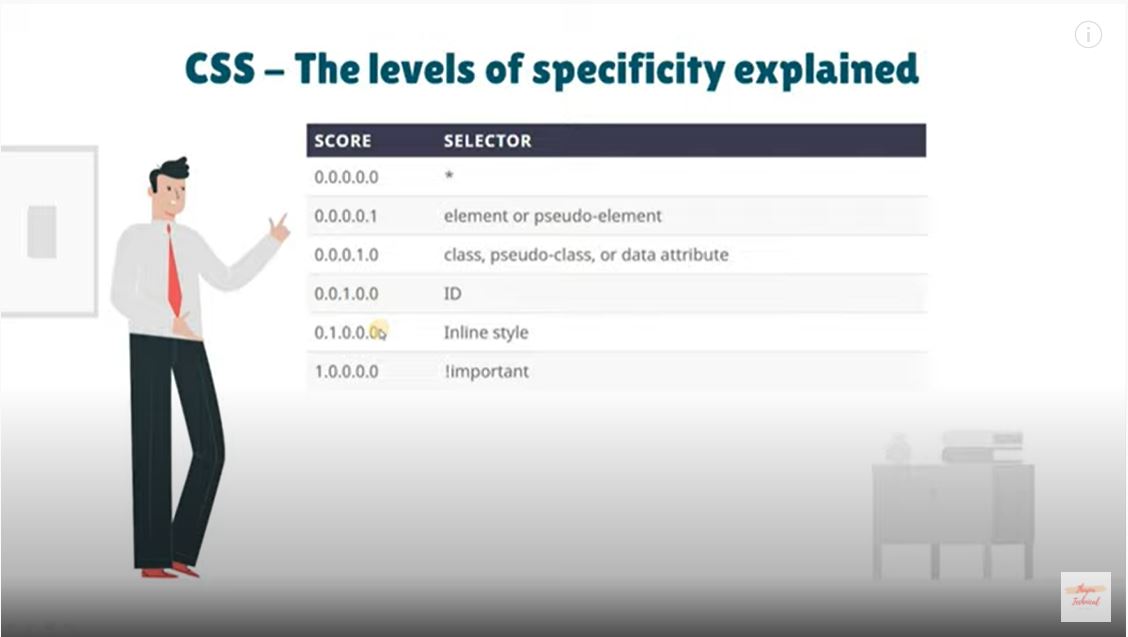 CSS – The levels of specificity explained
SCORE SELECTOR
0.0.0.0.0 *
0.0.0.0.1 element or pseudo-element
0.0.0.1.0 class, pseudo-class, or data attribute
0.0.1.0.0 ID
0.1.0.0.0 Inline style
1.0.0.0.0 !important
Technical